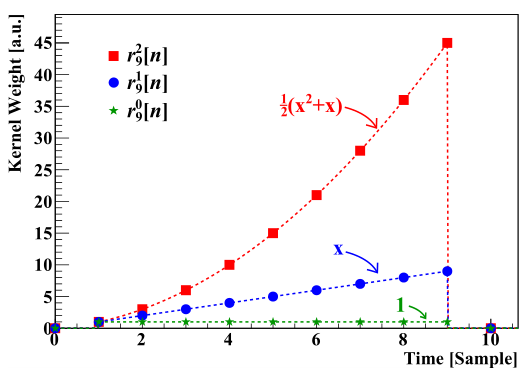 Kernel Weight [a.u.]
45
40
35
30
25
20
15
10
5
0
r₉²[n]
r₉¹[n]
r₉⁰[n]
½(x²+x)
x
1
0 2 4 6 8 10
Time [Sample]